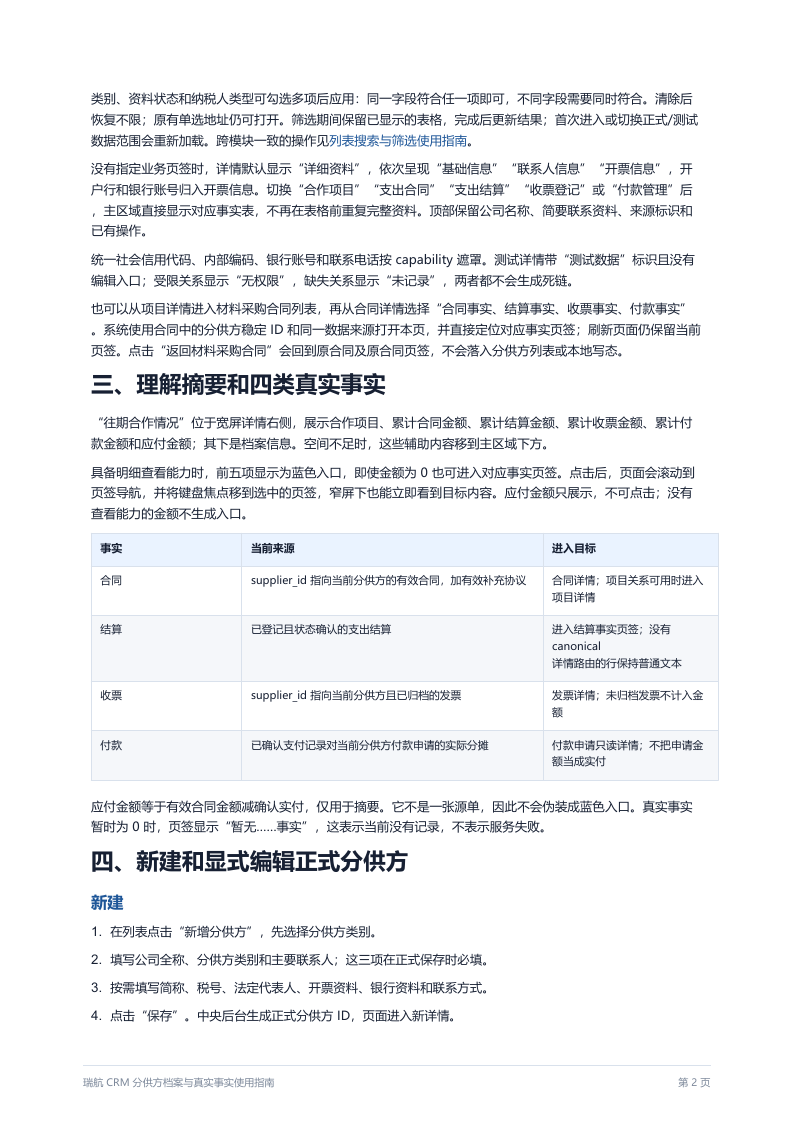 类别、资料状态和纳税人类型可勾选多项后应用：同一字段符合任一项即可，不同字段需要同时符合。清除后
恢复不限；原有单选地址仍可打开。筛选期间保留已显示的表格，完成后更新结果；首次进入或切换正式/测试
数据范围会重新加载。跨模块一致的操作见列表搜索与筛选使用指南。
没有指定业务页签时，详情默认显示“详细资料”，依次呈现“基础信息”“联系人信息”“开票信息”，开
户行和银行账号归入开票信息。切换“合作项目”“支出合同”“支出结算”“收票登记”或“付款管理”后
，主区域直接显示对应事实表，不再在表格前重复完整资料。顶部保留公司名称、简要联系资料、来源标识和
已有操作。
统一社会信用代码、内部编码、银行账号和联系电话按 capability 遮罩。测试详情带“测试数据”标识且没有
编辑入口；受限关系显示“无权限”，缺失关系显示“未记录”，两者都不会生成死链。
也可以从项目详情进入材料采购合同列表，再从合同详情选择“合同事实、结算事实、收票事实、付款事实”
。系统使用合同中的分供方稳定 ID 和同一数据来源打开本页，并直接定位对应事实页签；刷新页面仍保留当前
页签。点击“返回材料采购合同”会回到原合同及原合同页签，不会落入分供方列表或本地写态。
三、理解摘要和四类真实事实
“往期合作情况”位于宽屏详情右侧，展示合作项目、累计合同金额、累计结算金额、累计收票金额、累计付
款金额和应付金额；其下是档案信息。空间不足时，这些辅助内容移到主区域下方。
具备明细查看能力时，前五项显示为蓝色入口，即使金额为 0 也可进入对应事实页签。点击后，页面会滚动到
页签导航，并将键盘焦点移到选中的页签，窄屏下也能立即看到目标内容。应付金额只展示，不可点击；没有
查看能力的金额不生成入口。
事实 当前来源 进入目标
合同 supplier_id 指向当前分供方的有效合同，加有效补充协议 合同详情；项目关系可用时进入
项目详情
结算 已登记且状态确认的支出结算 进入结算事实页签；没有
canonical
详情路由的行保持普通文本
收票 supplier_id 指向当前分供方且已归档的发票 发票详情；未归档发票不计入金
额
付款 已确认支付记录对当前分供方付款申请的实际分摊 付款申请只读详情；不把申请金
额当成实付
应付金额等于有效合同金额减确认实付，仅用于摘要。它不是一张源单，因此不会伪装成蓝色入口。真实事实
暂时为 0 时，页签显示“暂无……事实”，这表示当前没有记录，不表示服务失败。
四、新建和显式编辑正式分供方
新建
1. 在列表点击“新增分供方”，先选择分供方类别。
2. 填写公司全称、分供方类别和主要联系人；这三项在正式保存时必填。
3. 按需填写简称、税号、法定代表人、开票资料、银行资料和联系方式。
4. 点击“保存”。中央后台生成正式分供方 ID，页面进入新详情。
瑞航 CRM 分供方档案与真实事实使用指南 第 2 页